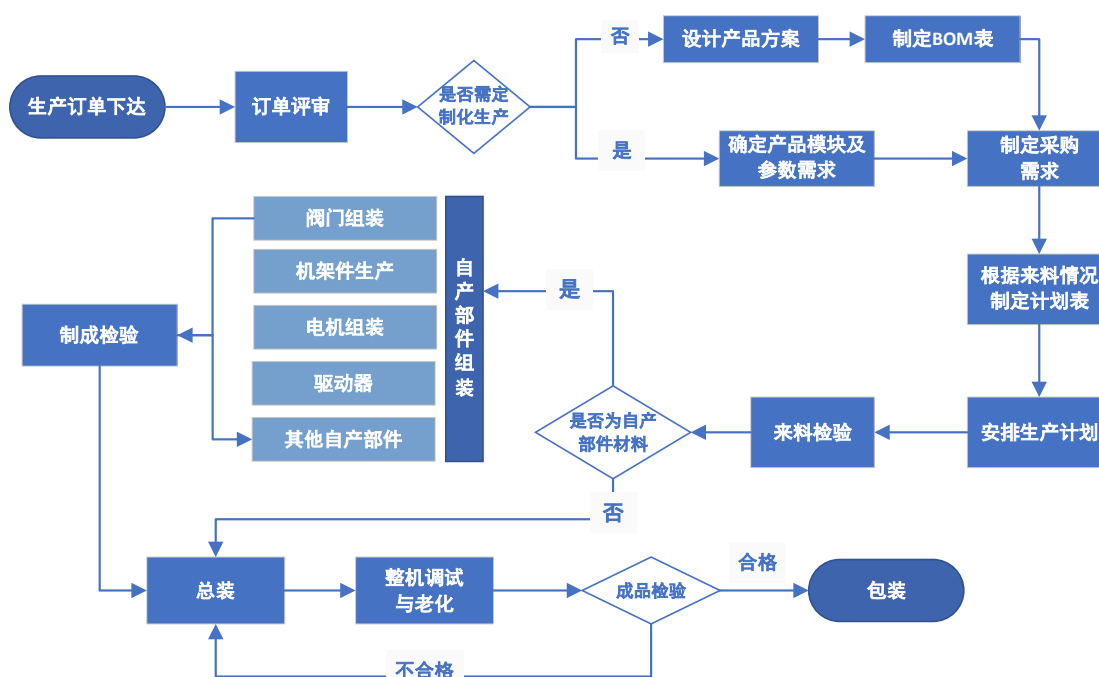 否
设计产品方案
制定BOM表
生产订单下达
订单评审
是否需定
制化生产
是
确定产品模块及
参数需求
制定采购
需求
阀门组装
机架件生产
电机组装
驱动器
其他自产部件
自产部件组装
是
根据来料情况
制定计划表
制成检验
是否为自产
部件材料
来料检验
安排生产计划
否
总装
整机调试
与老化
成品检验
合格
包装
不合格